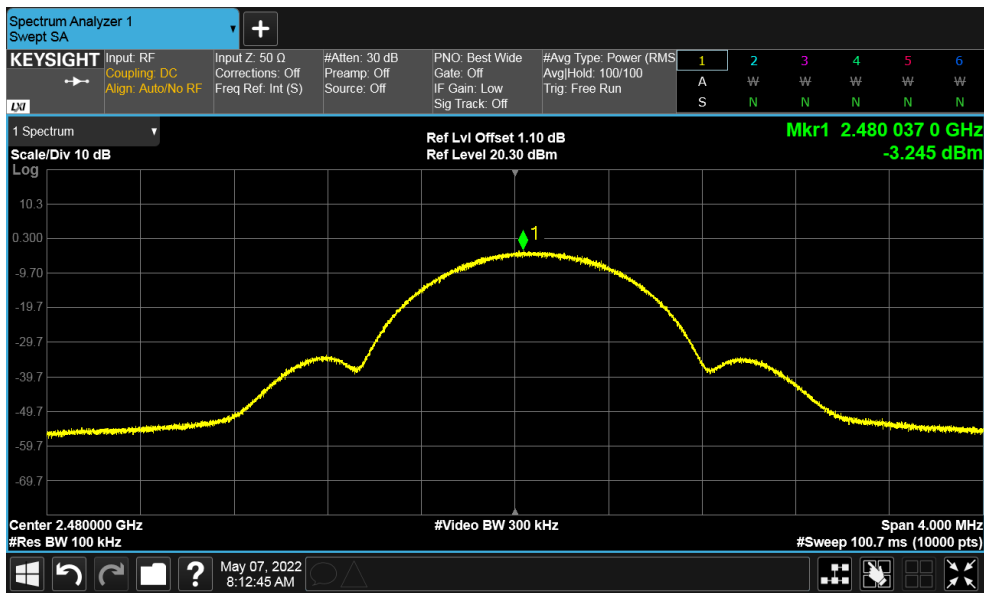 Spectrum Analyzer 1
Swept SA
+
KEYSIGHT
LXI
Input: RF
Coupling: DC
Align: Auto/No RF
Input Z: 50 Ω
Corrections: Off
Freq Ref: Int (S)
#Atten: 30 dB
Preamp: Off
Source: Off
PNO: Best Wide
Gate: Off
IF Gain: Low
Sig Track: Off
#Avg Type: Power (RMS
Avg|Hold: 100/100
Trig: Free Run
1 2 3 4 5 6
A W W W W W
S N N N N N
1 Spectrum
Scale/Div 10 dB
Log
Ref Lvl Offset 1.10 dB
Ref Level 20.30 dBm
Mkr1 2.480 037 0 GHz
-3.245 dBm
10.3
0.300
-9.70
-19.7
-29.7
-39.7
-49.7
-59.7
-69.7
1
Center 2.480000 GHz
#Res BW 100 kHz
#Video BW 300 kHz
Span 4.000 MHz
#Sweep 100.7 ms (10000 pts)
?
May 07, 2022
8:12:45 AM